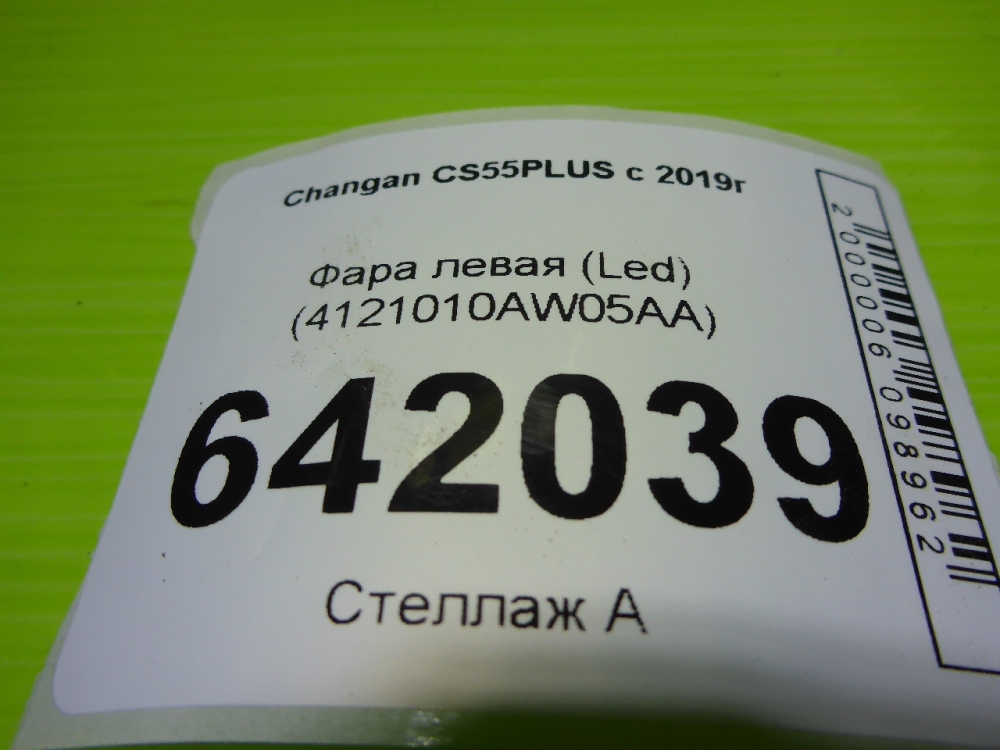 Changan CS55PLUS с 2019г
Фара левая (Led)
(4121010AW05AA)
642039
Стеллаж А
2000006098962